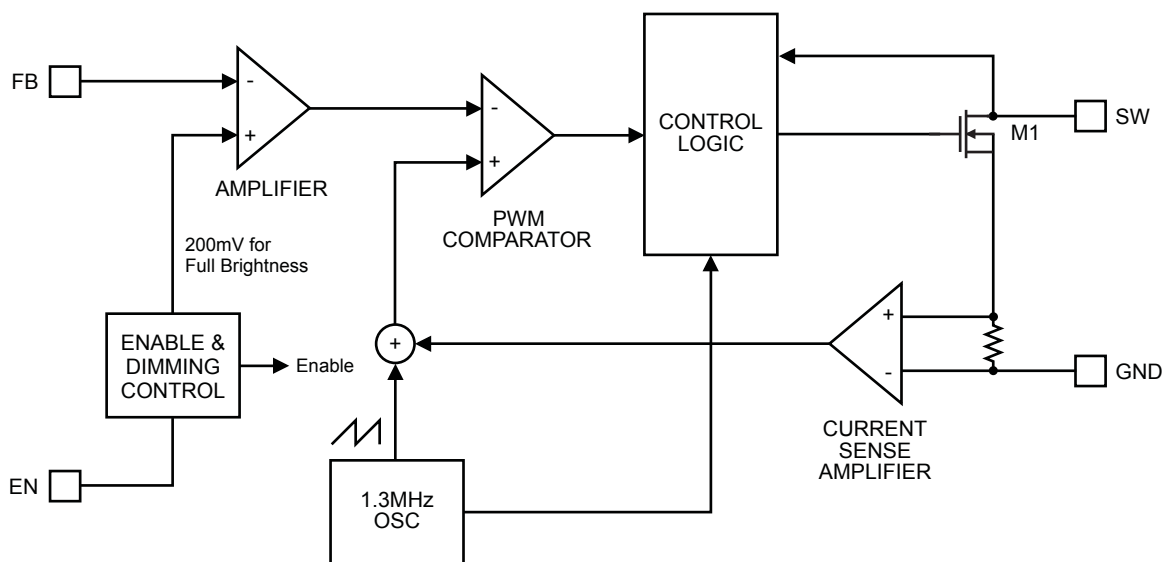 FB
-
+
AMPLIFIER
200mV for
Full Brightness
ENABLE &
DIMMING
CONTROL
Enable
EN
-
+
PWM
COMPARATOR
+
1.3MHz
OSC
CONTROL
LOGIC
M1
SW
+
-
CURRENT
SENSE
AMPLIFIER
GND